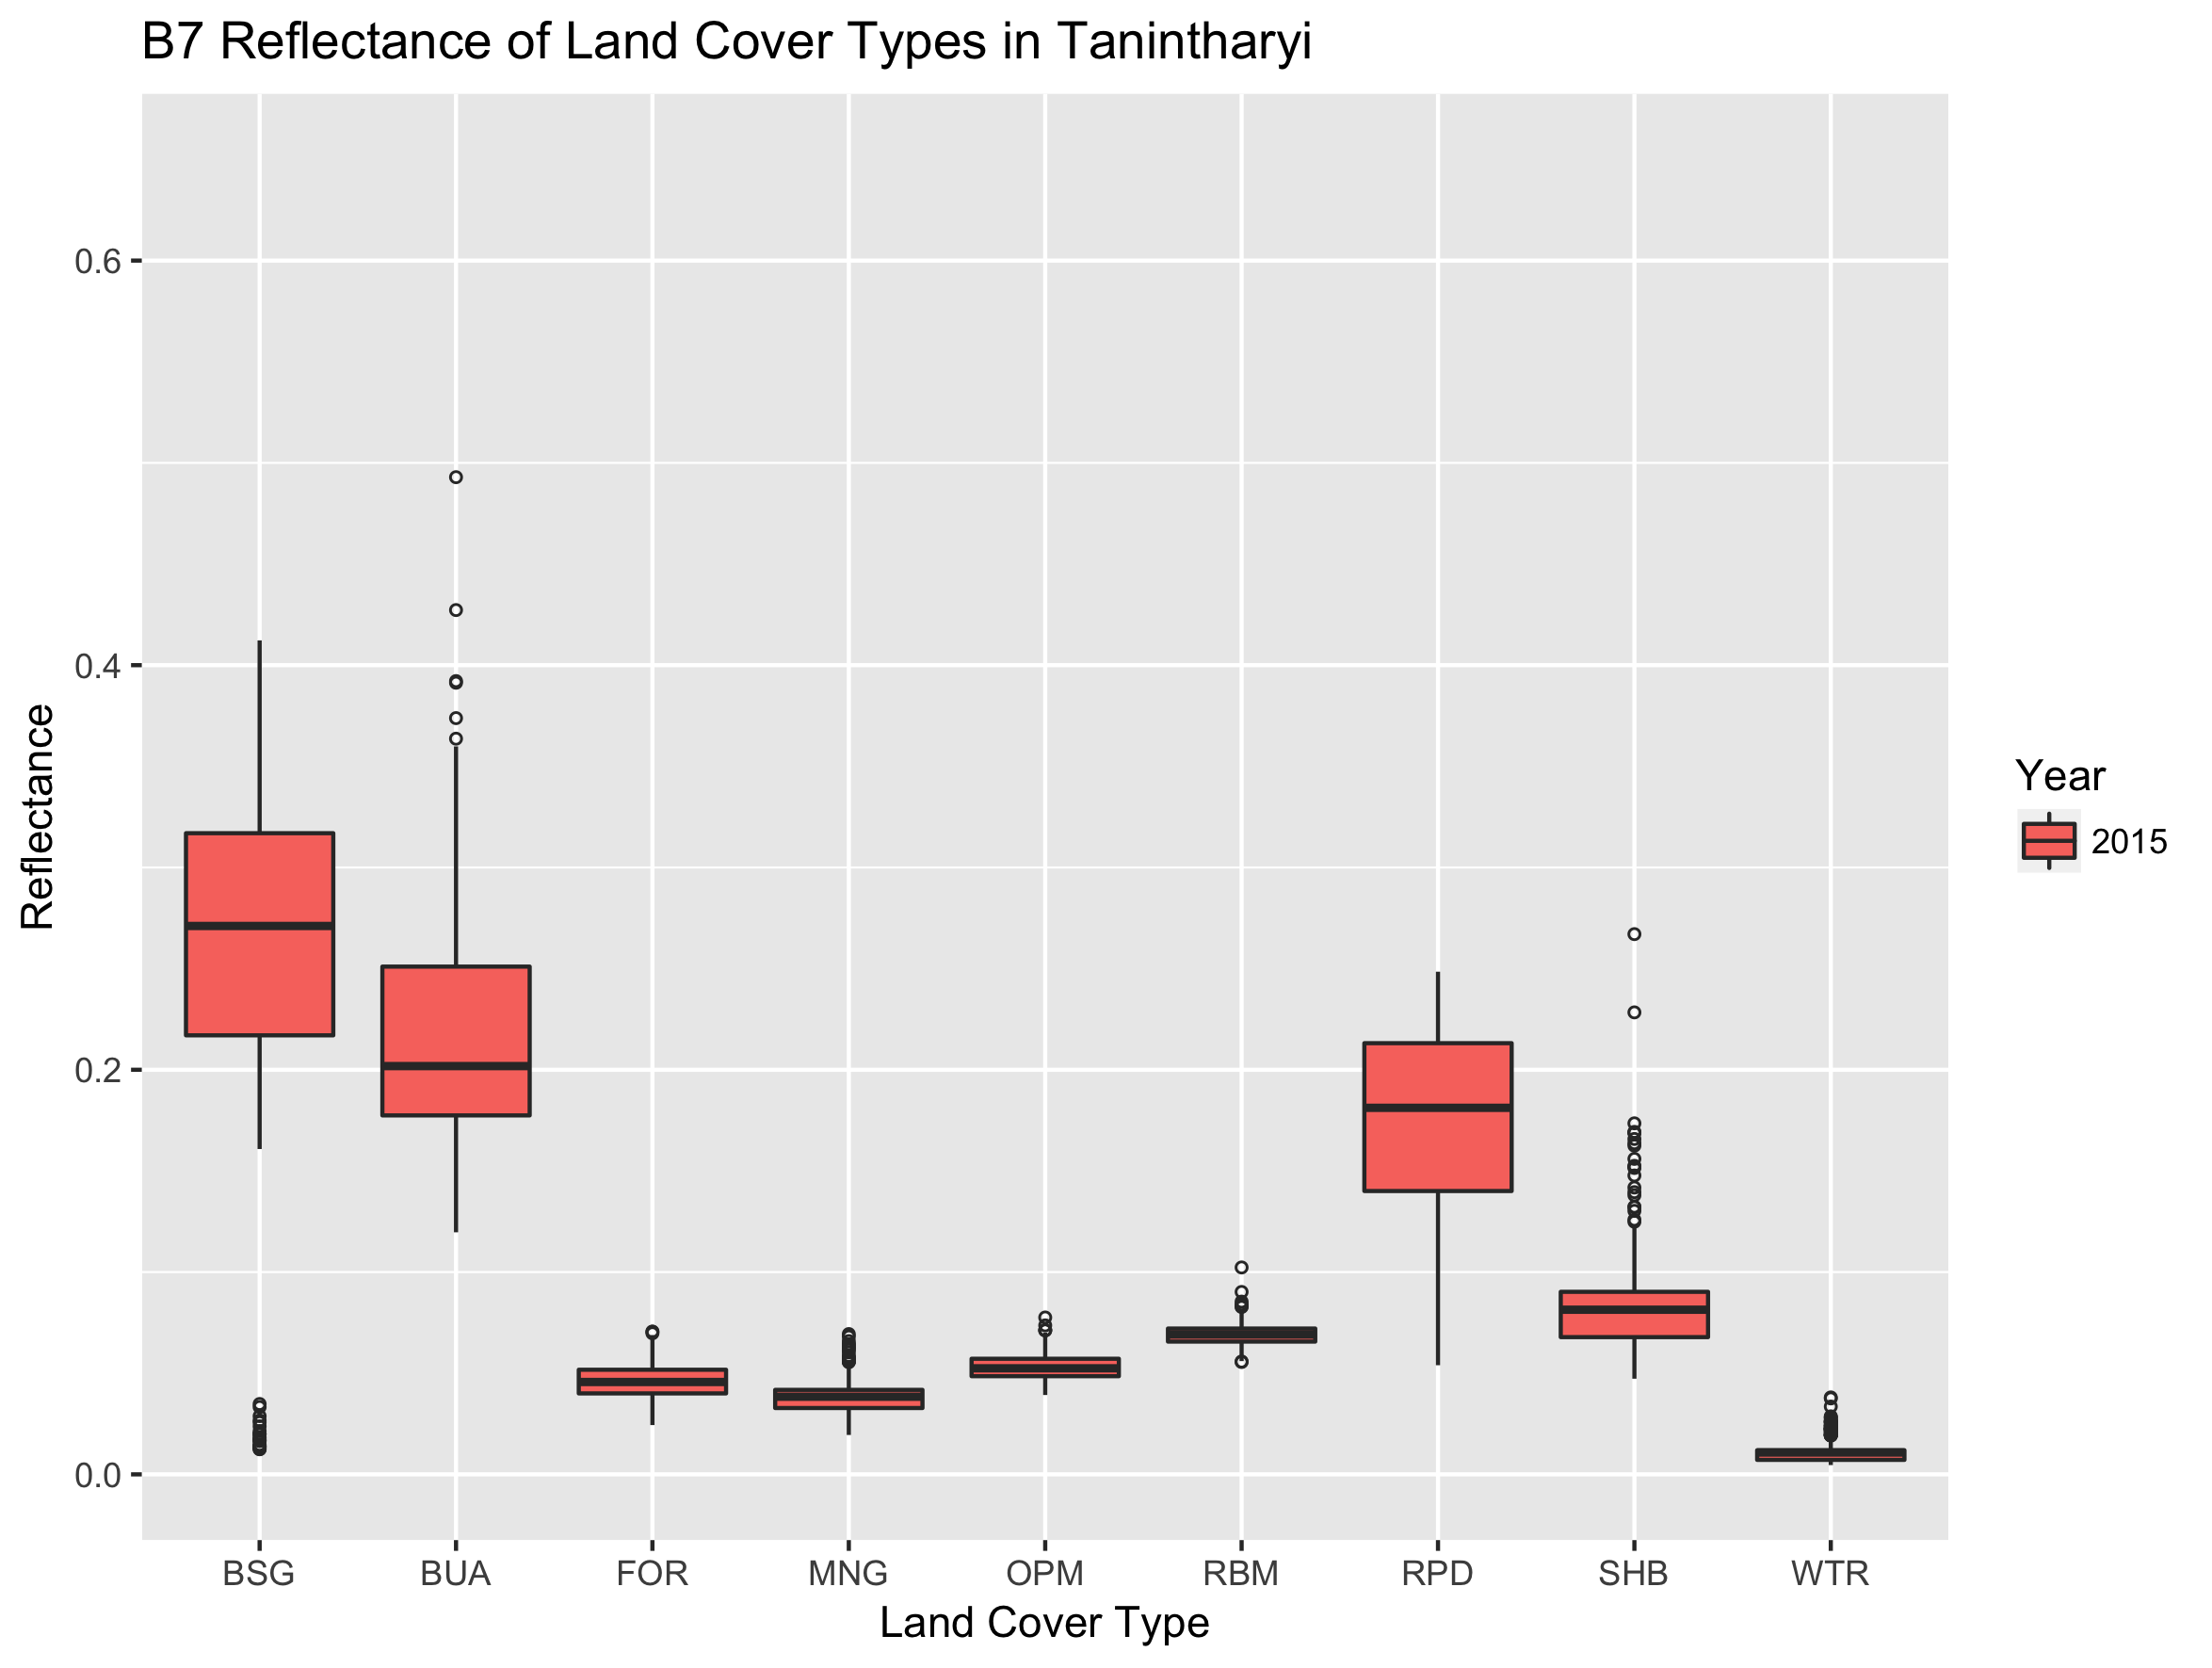 B7 Reflectance of Land Cover Types in Tanintharyi
Reflectance
0.6
0.4
0.2
0.0
BSG BUA FOR MNG OPM RBM RPD SHB WTR
Land Cover Type
Year
2015